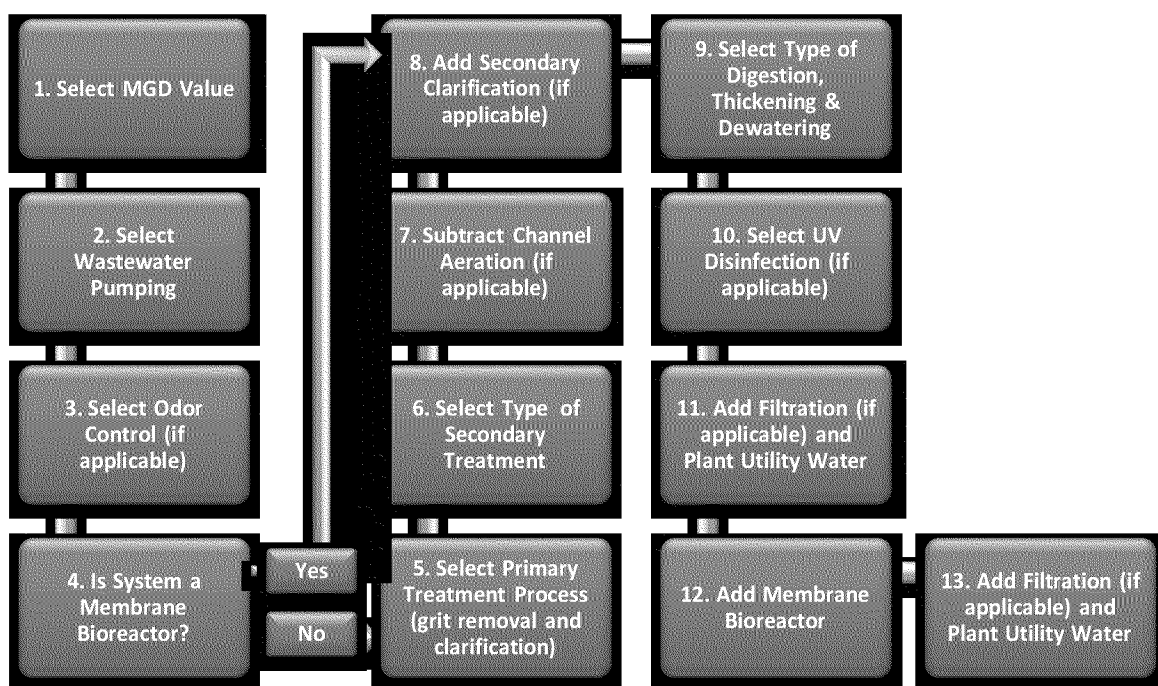 1. Select MGD Value
2. Select
Wastewater
Pumping
3. Select Odor
Control (if
applicable)
4. Is System a
Membrane
Bioreactor?
Yes
No
5. Select Primary
Treatment Process
(grit removal and
clarification)
6. Select Type of
Secondary
Treatment
7. Subtract Channel
Aeration (if
applicable)
8. Add Secondary
Clarification (if
applicable)
9. Select Type of
Digestion,
Thickening &
Dewatering
10. Select UV
Disinfection (if
applicable)
11. Add Filtration (if
applicable) and
Plant Utility Water
12. Add Membrane
Bioreactor
13. Add Filtration (if
applicable) and
Plant Utility Water